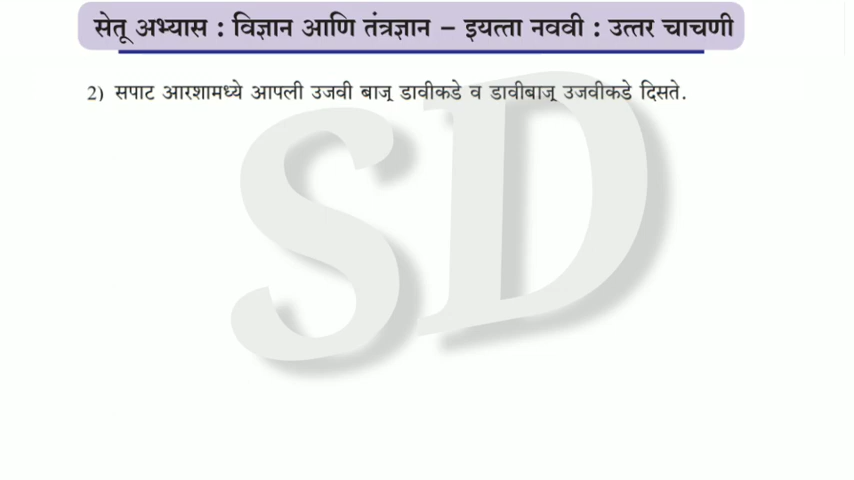 सेतू अभ्यास : विज्ञान आणि तंत्रज्ञान – इयत्ता नववी : उत्तर चाचणी
2) सपाट आरशामध्ये आपली उजवी बाजू डावीकडे व डावीबाजू उजवीकडे दिसते.
SD